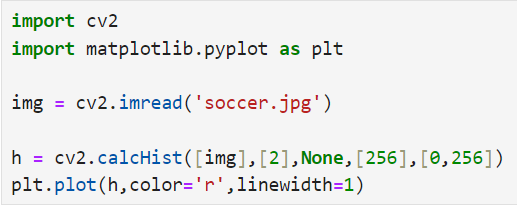 import cv2
import matplotlib.pyplot as plt
img = cv2.imread('soccer.jpg')
h = cv2.calcHist([img],[2],None,[256],[0,256])
plt.plot(h,color='r',linewidth=1)